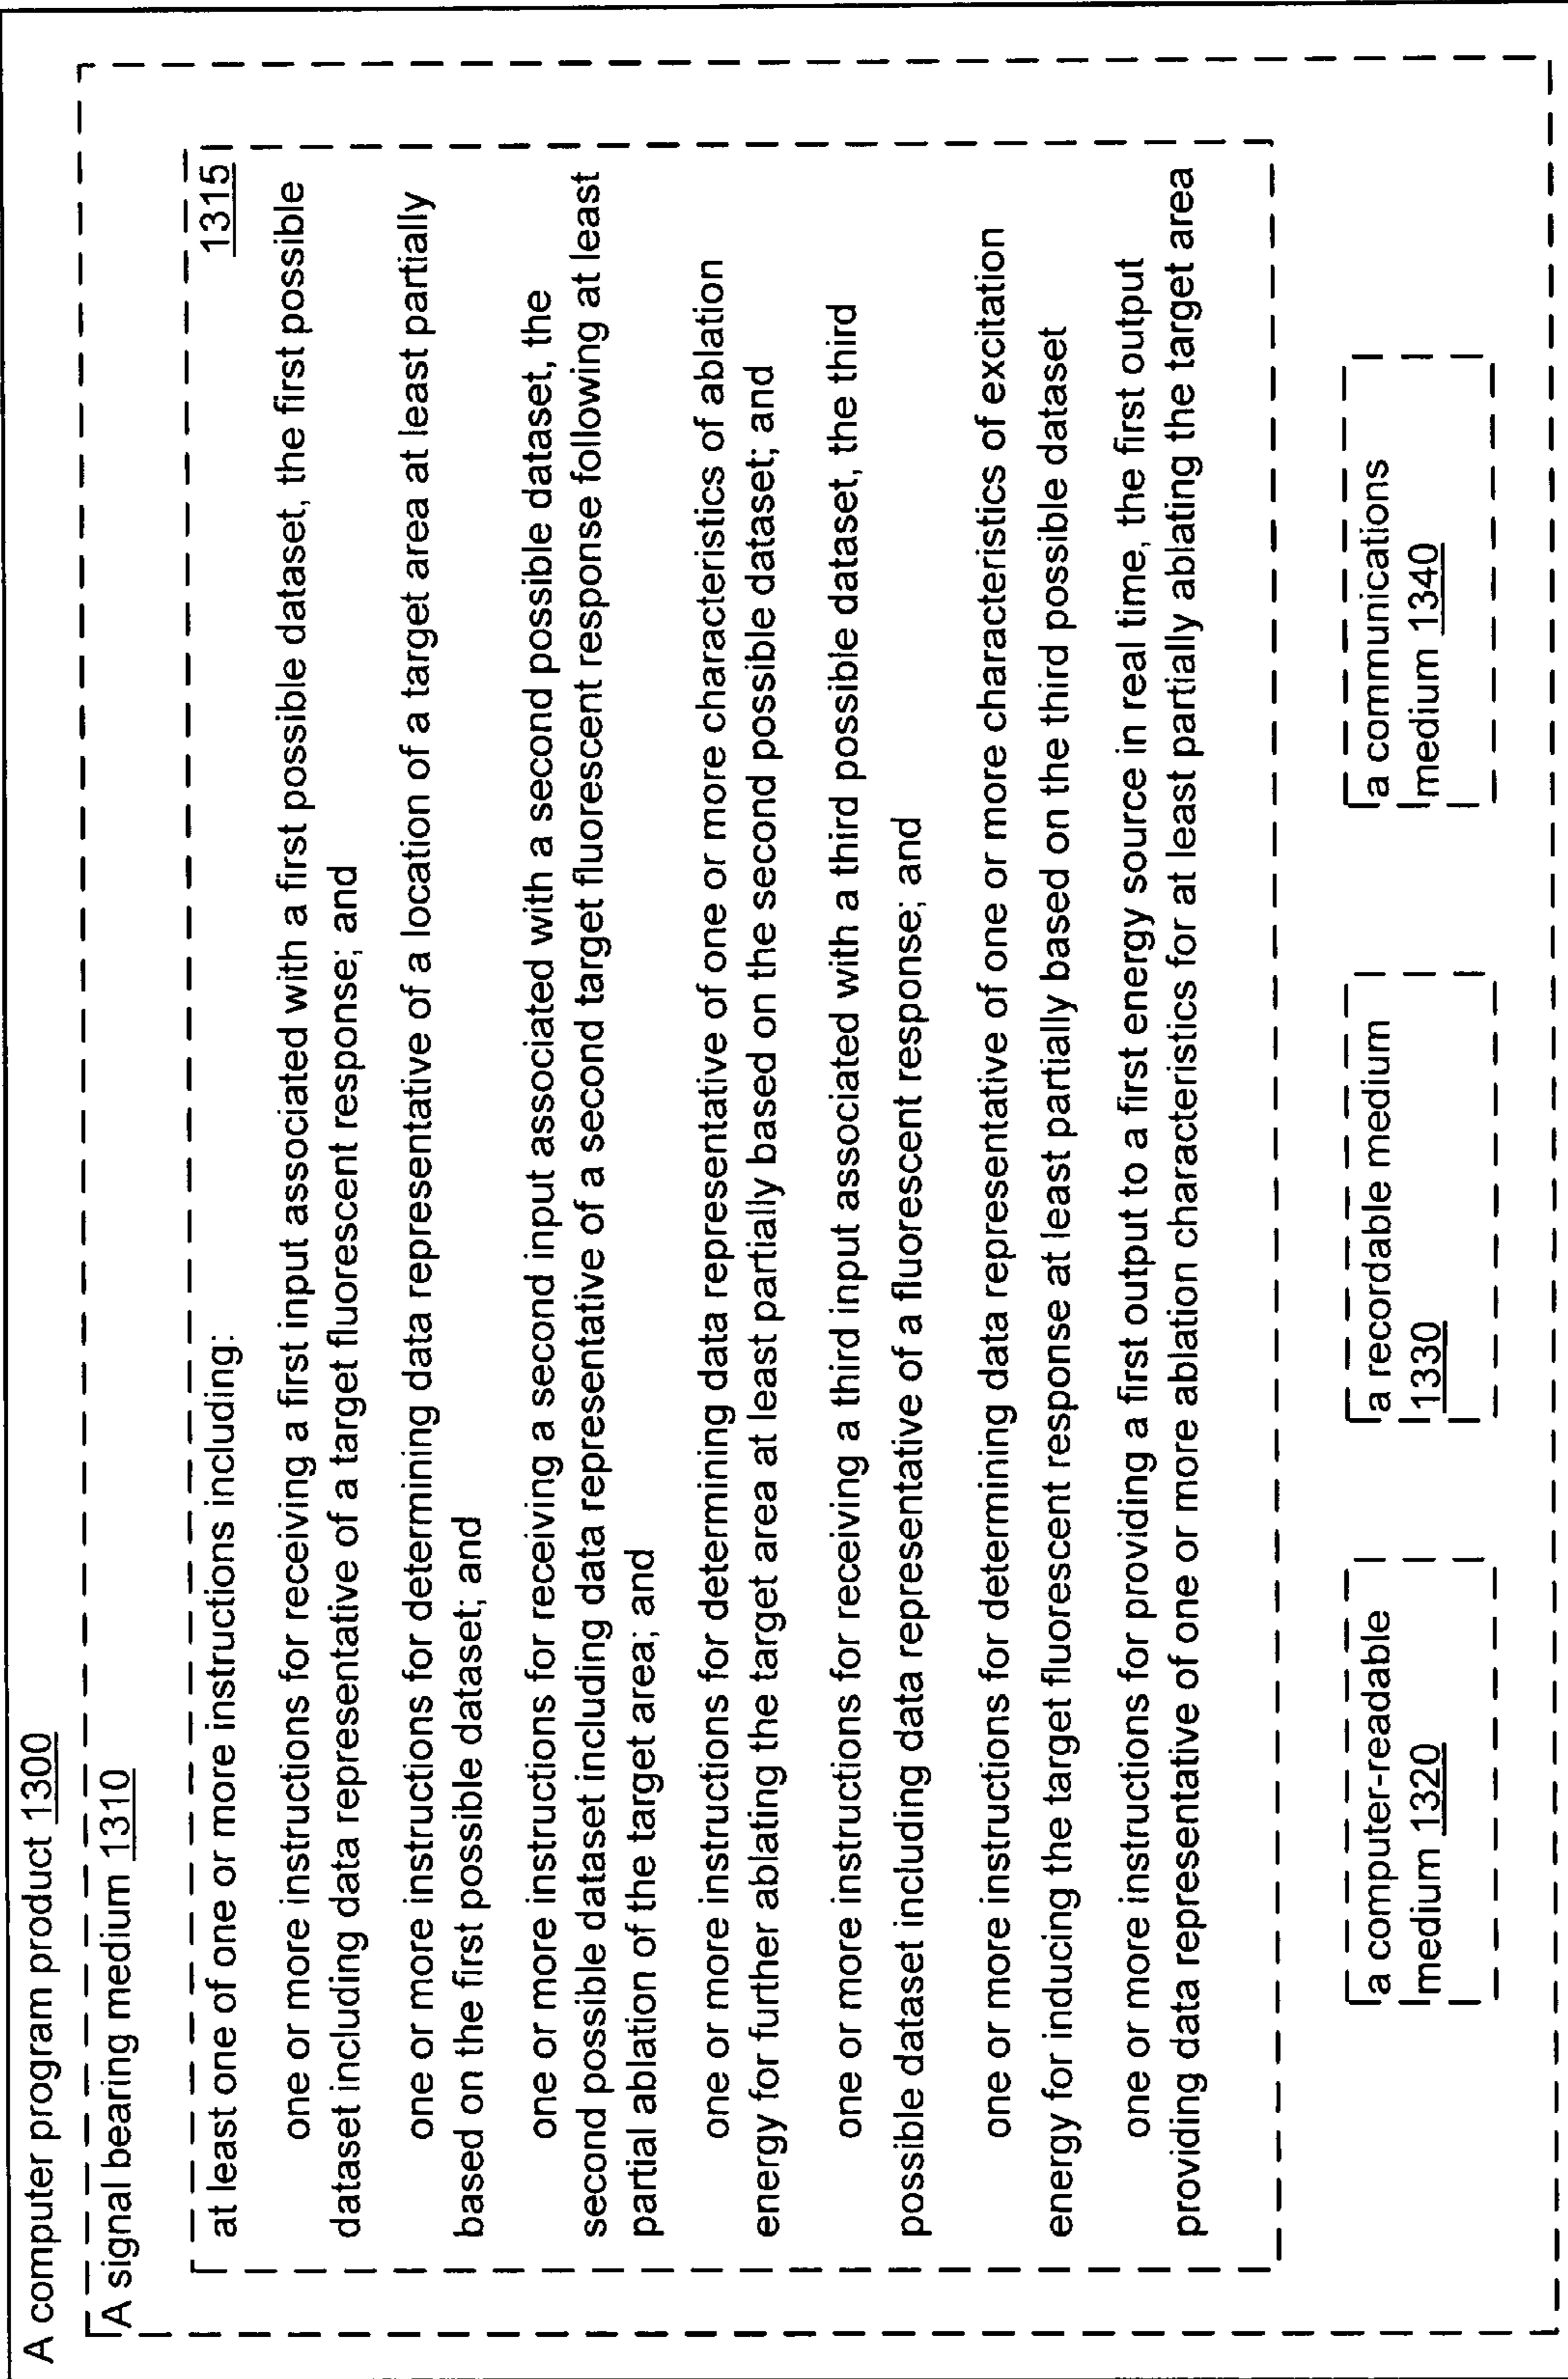 A computer program product 1300
A signal bearing medium 1310
1315
at least one of one or more instructions including:
one or more instructions for receiving a first input associated with a first possible dataset, the first possible
dataset including data representative of a target fluorescent response; and
one or more instructions for determining data representative of a location of a target area at least partially
based on the first possible dataset; and
one or more instructions for receiving a second input associated with a second possible dataset, the
second possible dataset including data representative of a second target fluorescent response following at least
partial ablation of the target area; and
one or more instructions for determining data representative of one or more characteristics of ablation
energy for further ablating the target area at least partially based on the second possible dataset; and
one or more instructions for receiving a third input associated with a third possible dataset, the third
possible dataset including data representative of a fluorescent response; and
one or more instructions for determining data representative of one or more characteristics of excitation
energy for inducing the target fluorescent response at least partially based on the third possible dataset
one or more instructions for providing a first output to a first energy source in real time, the first output
providing data representative of one or more ablation characteristics for at least partially ablating the target area
a computer-readable
medium 1320
a recordable medium
1330
a communications
medium 1340